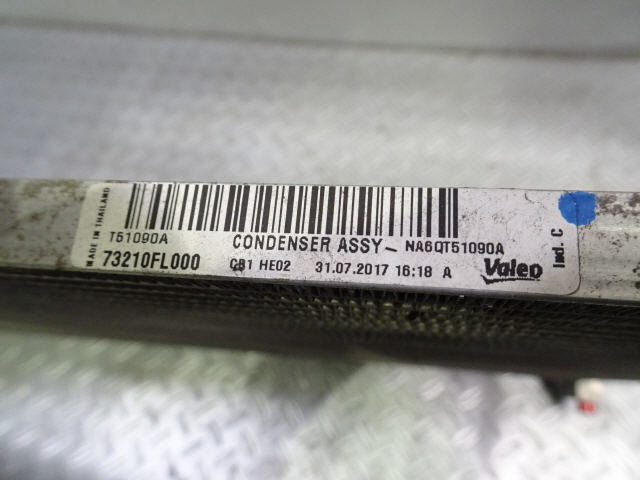 MADE IN THAILAND
T51090A
CONDENSER ASSY- NA6QT51090A
73210FL000 CB1 HE02 31.07.2017 16:18 A Valeo
Ind. C